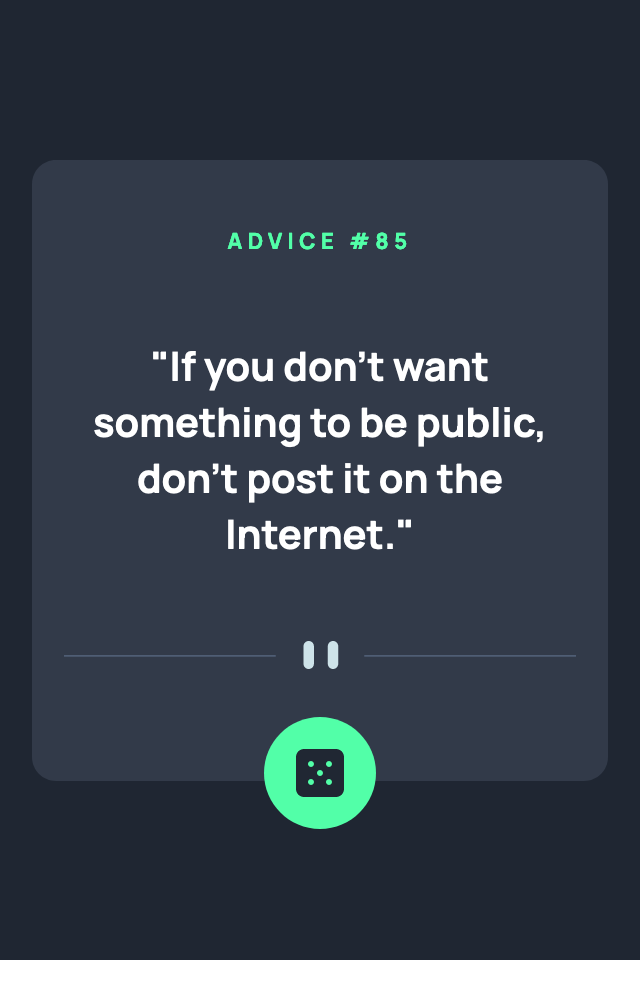 ADVICE #85
"If you don’t want
something to be public,
don’t post it on the
Internet."